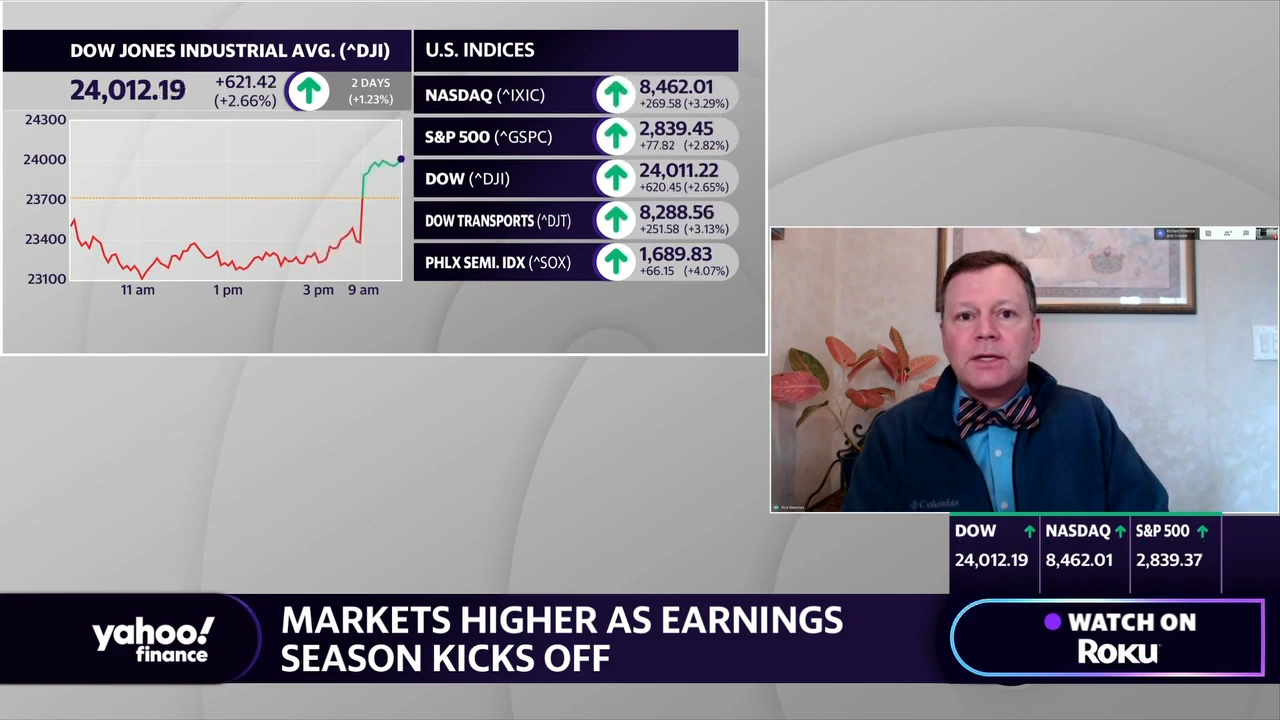 DOW JONES INDUSTRIAL AVG. (^DJI)
24,012.19
+621.42
(+2.66%)
2 DAYS
(+1.23%)
24300
24000
23700
23400
23100
11 am
1 pm
3 pm
9 am
U.S. INDICES
NASDAQ (^IXIC)
8,462.01
+269.58 (+3.29%)
S&P 500 (^GSPC)
2,839.45
+77.82 (+2.82%)
DOW (^DJI)
24,011.22
+620.45 (+2.65%)
DOW TRANSPORTS (^DJT)
8,288.56
+251.58 (+3.13%)
PHLX SEMI. IDX (^SOX)
1,689.83
+66.15 (+4.07%)
Columbia
Rick Newman
DOW
24,012.19
NASDAQ
8,462.01
S&P 500
2,839.37
yahoo!
finance
MARKETS HIGHER AS EARNINGS
SEASON KICKS OFF
WATCH ON
ROKU